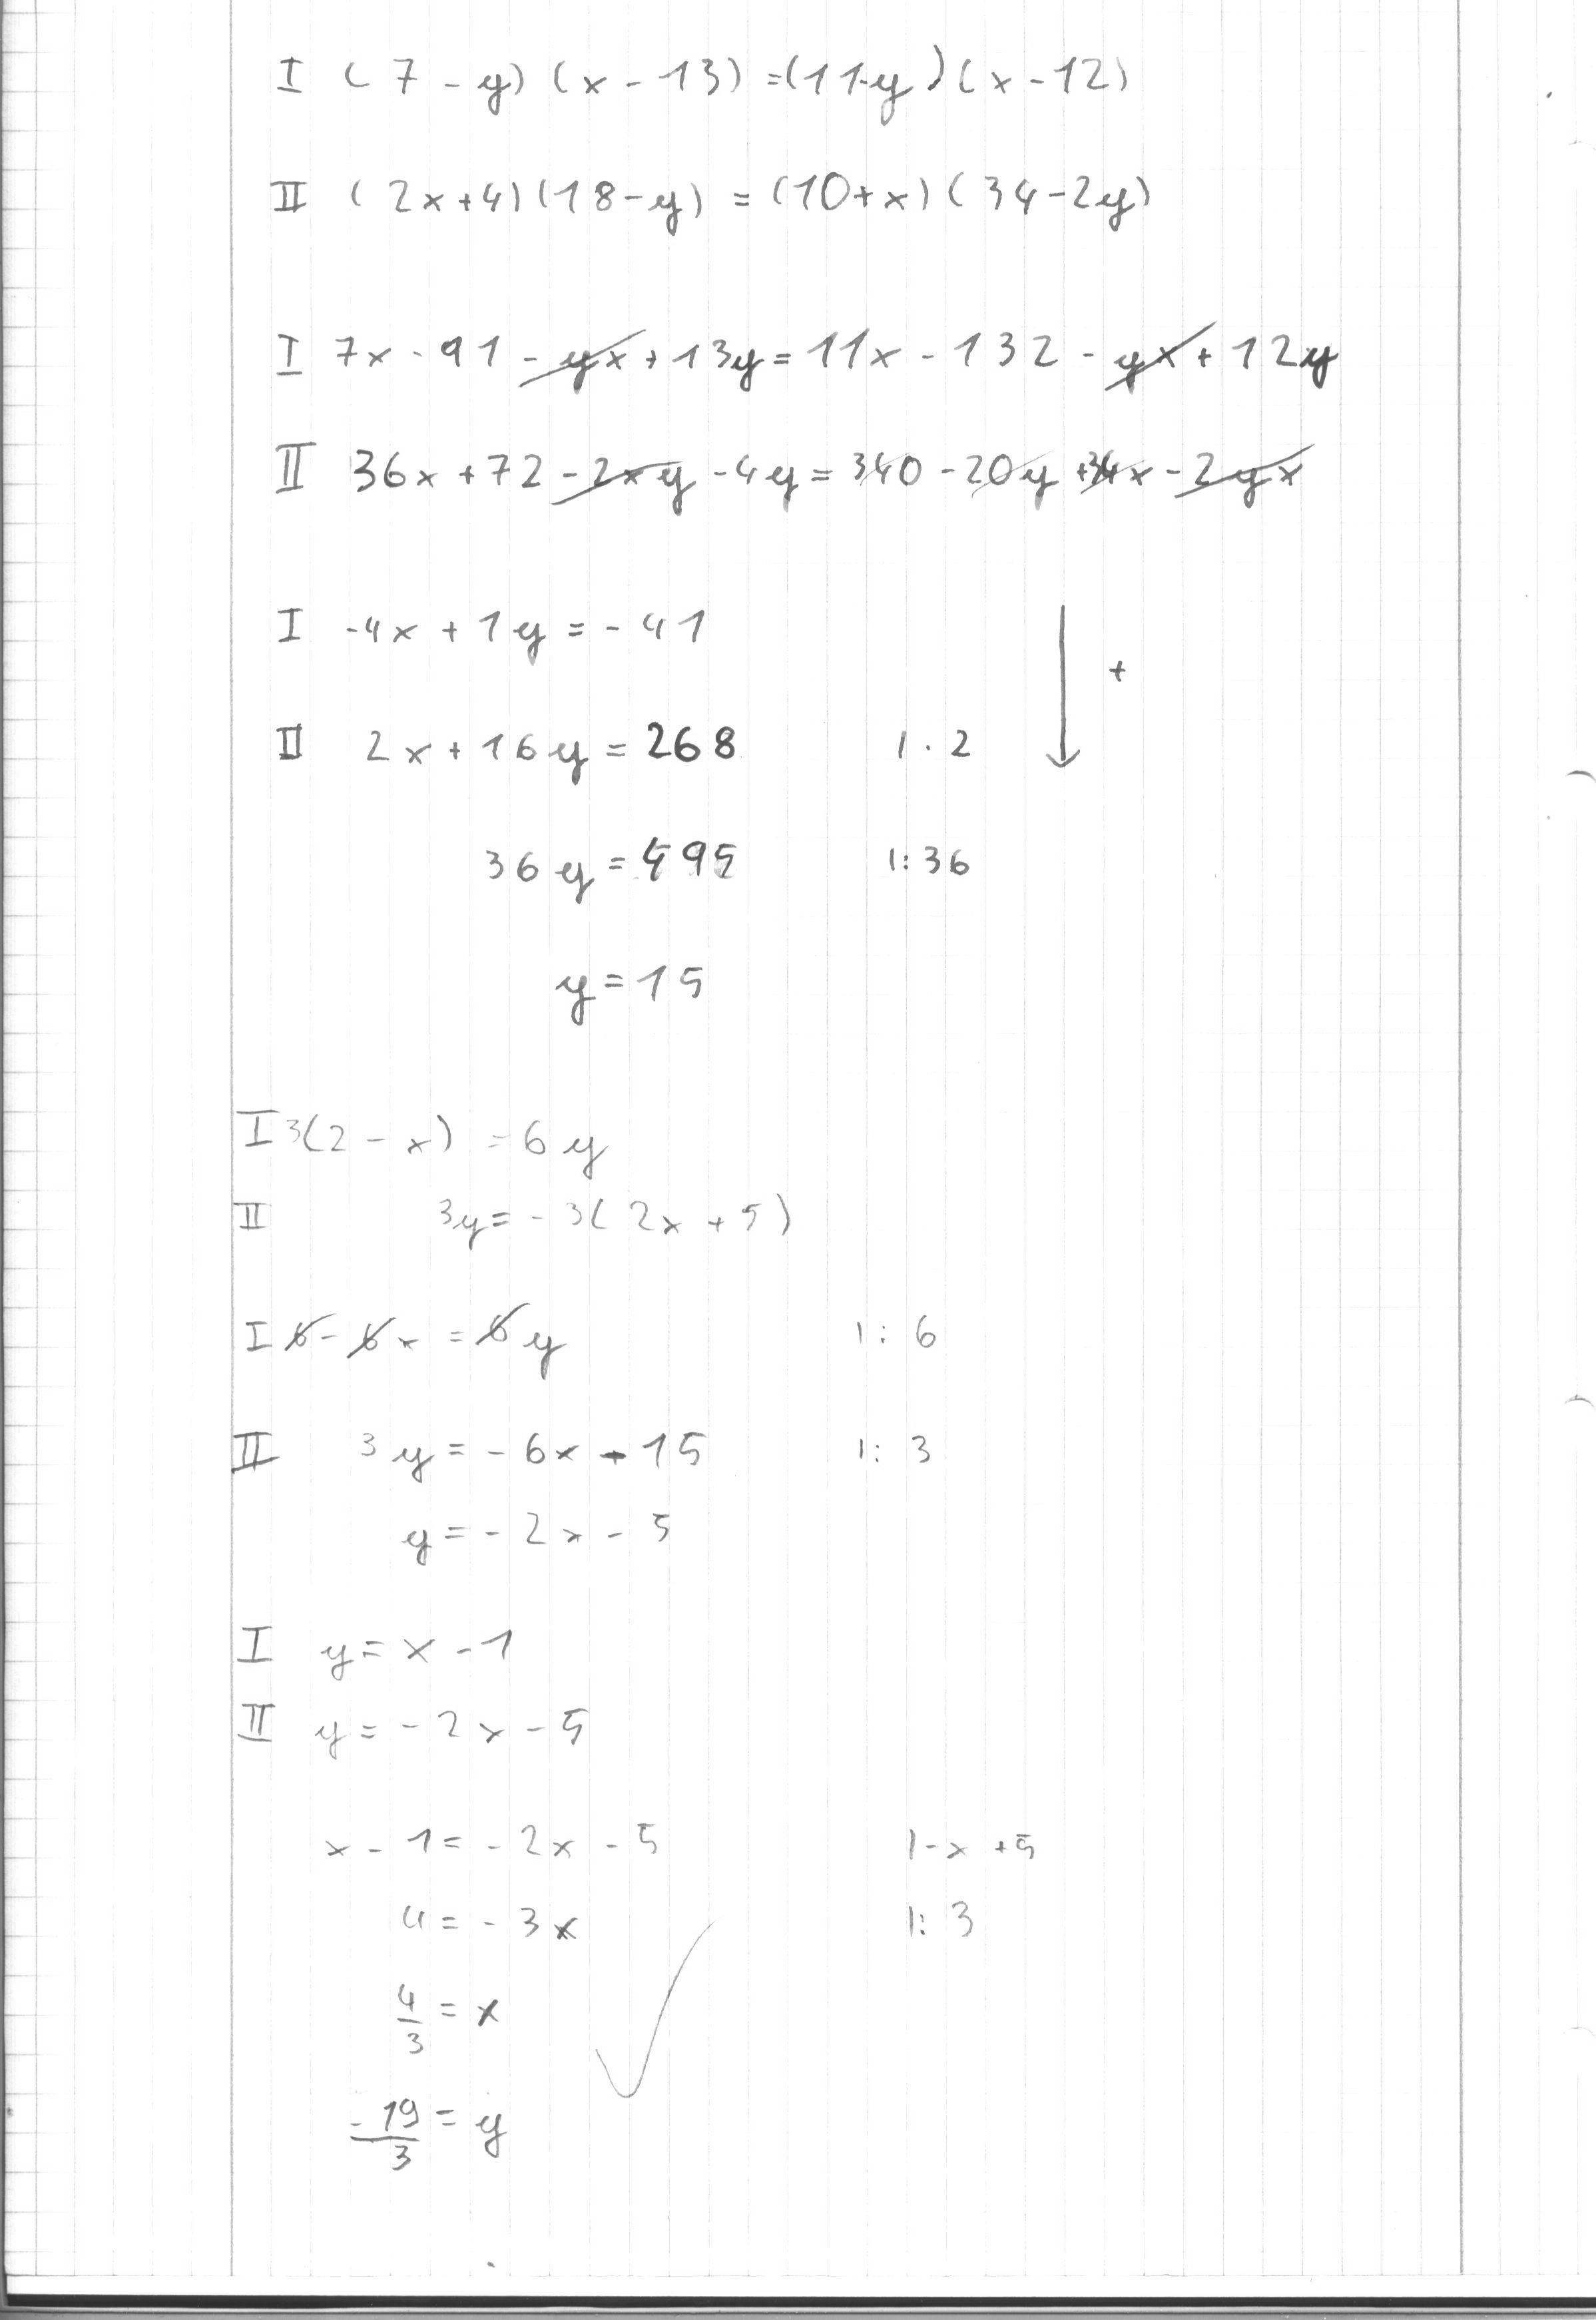 I (7 - y)(x - 13) = (11-y)(x - 12)
II (2x+4)(18-y) = (10+x)(34-2y)
I 7x - 91 - yx + 13y = 11x - 132 - yx + 12y
II 36x + 72 - 2xy - 4y = 340 - 20y + 34x - 2yx
I -4x + 1y = - 41
+
II 2x + 16y = 268 | · 2
36y = 495 | : 36
y = 15
I 3(2 - x) = 6y
II 3y = - 3(2x + 5)
I 6 - 6x = 6y | : 6
II 3y = - 6x - 15 | : 3
y = - 2x - 5
I y = x - 1
II y = - 2x - 5
x - 1 = - 2x - 5 | - x + 5
4 = - 3x | : 3
4/3 = x
-19/3 = y